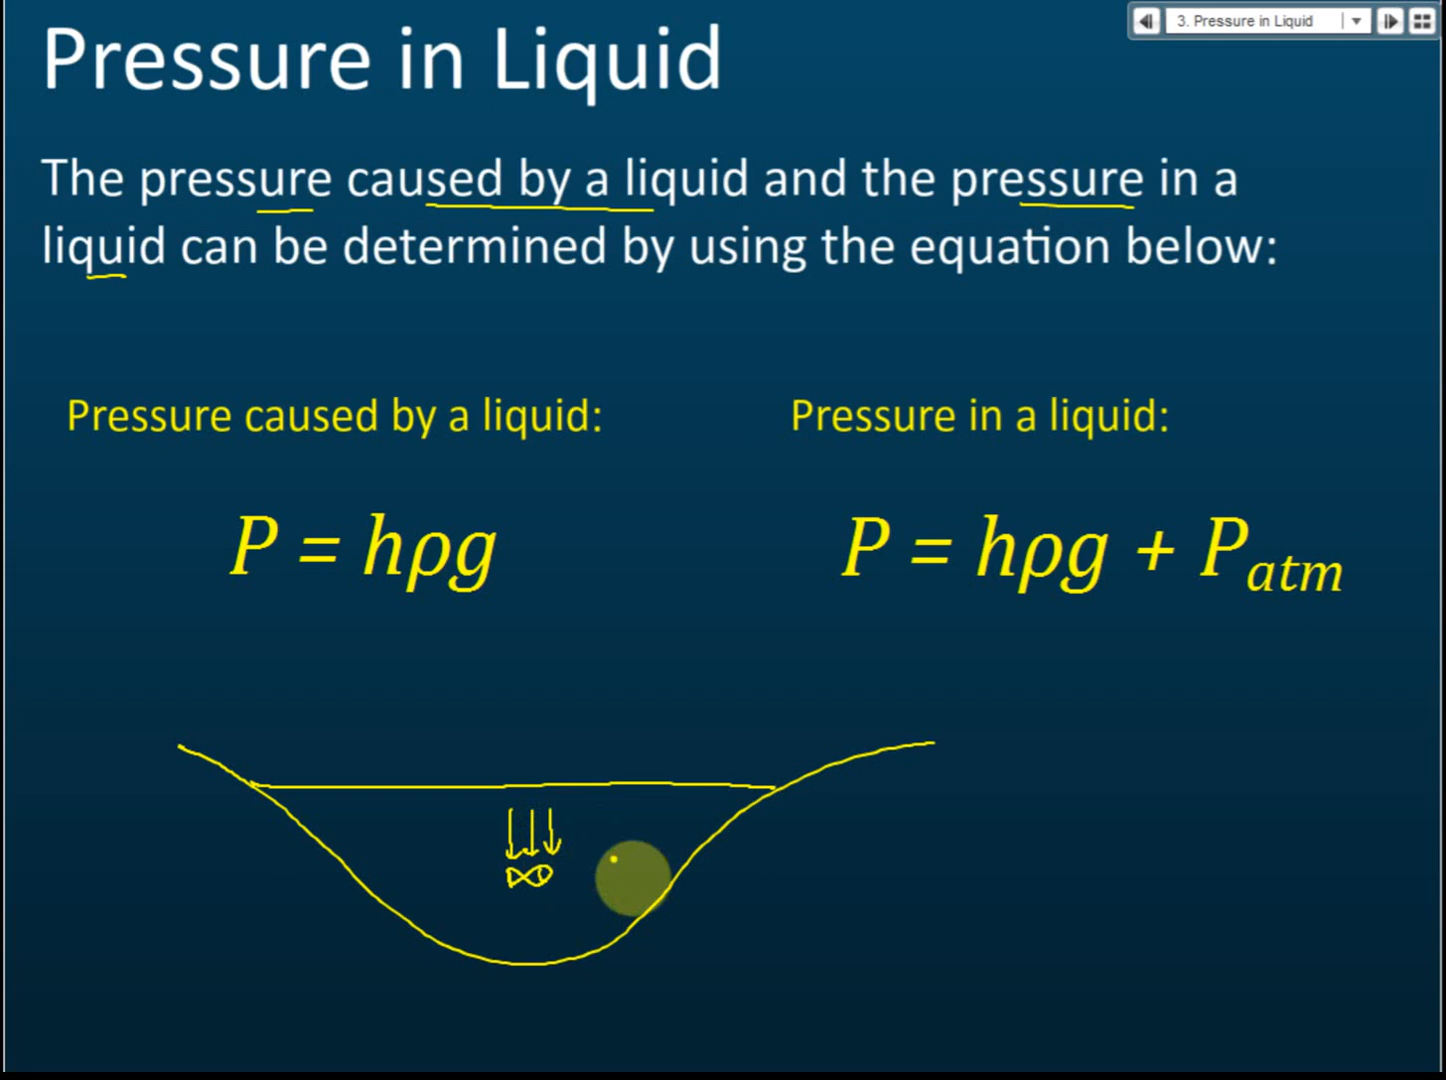 3. Pressure in Liquid
Pressure in Liquid
The pressure caused by a liquid and the pressure in a
liquid can be determined by using the equation below:
Pressure caused by a liquid:
Pressure in a liquid:
P = hρg
P = hρg + Patm